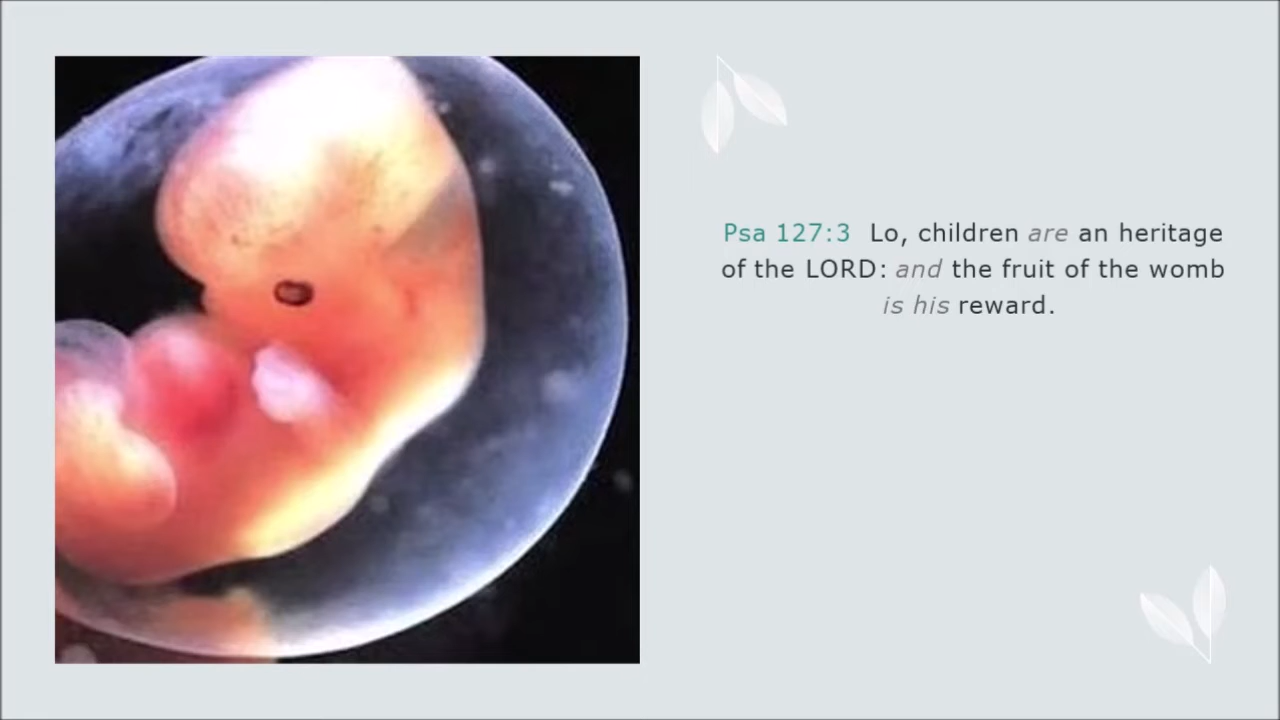 Psa 127:3  Lo, children are an heritage
of the LORD: and the fruit of the womb
is his reward.